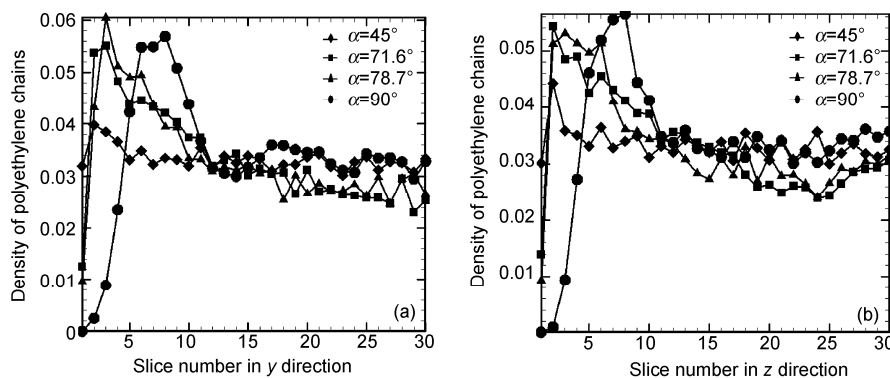 0.06
0.05
0.04
0.03
0.02
0.01
0
Density of polyethylene chains
α=45°
α=71.6°
α=78.7°
α=90°
(a)
5 10 15 20 25 30
Slice number in y direction
0.05
0.04
0.03
0.02
0.01
0
Density of polyethylene chains
α=45°
α=71.6°
α=78.7°
α=90°
(b)
5 10 15 20 25 30
Slice number in z direction